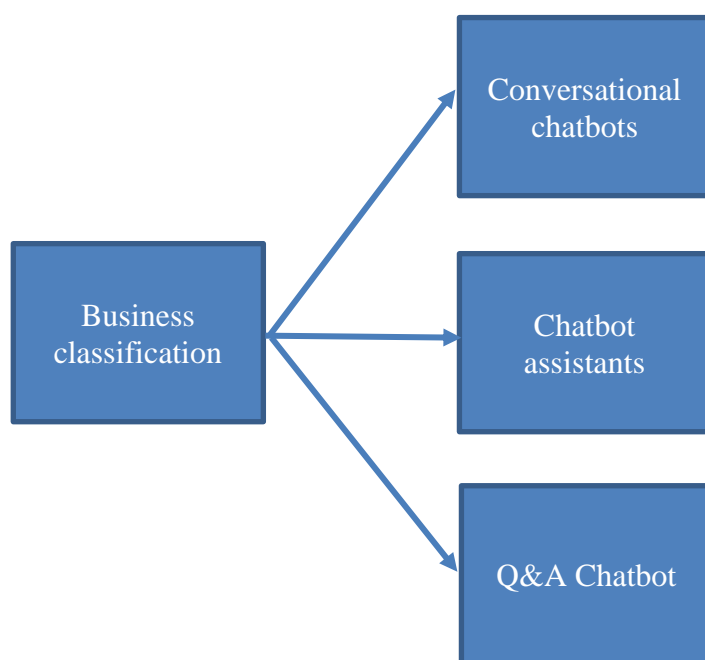 Conversational
chatbots
Business
classification
Chatbot
assistants
Q&A Chatbot